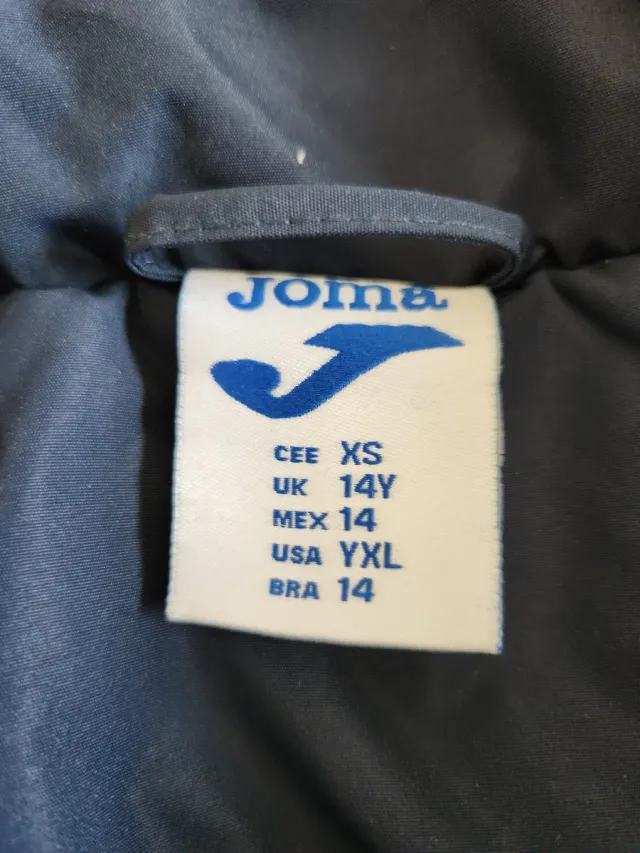 Joma
CEE XS
UK 14Y
MEX 14
USA YXL
BRA 14